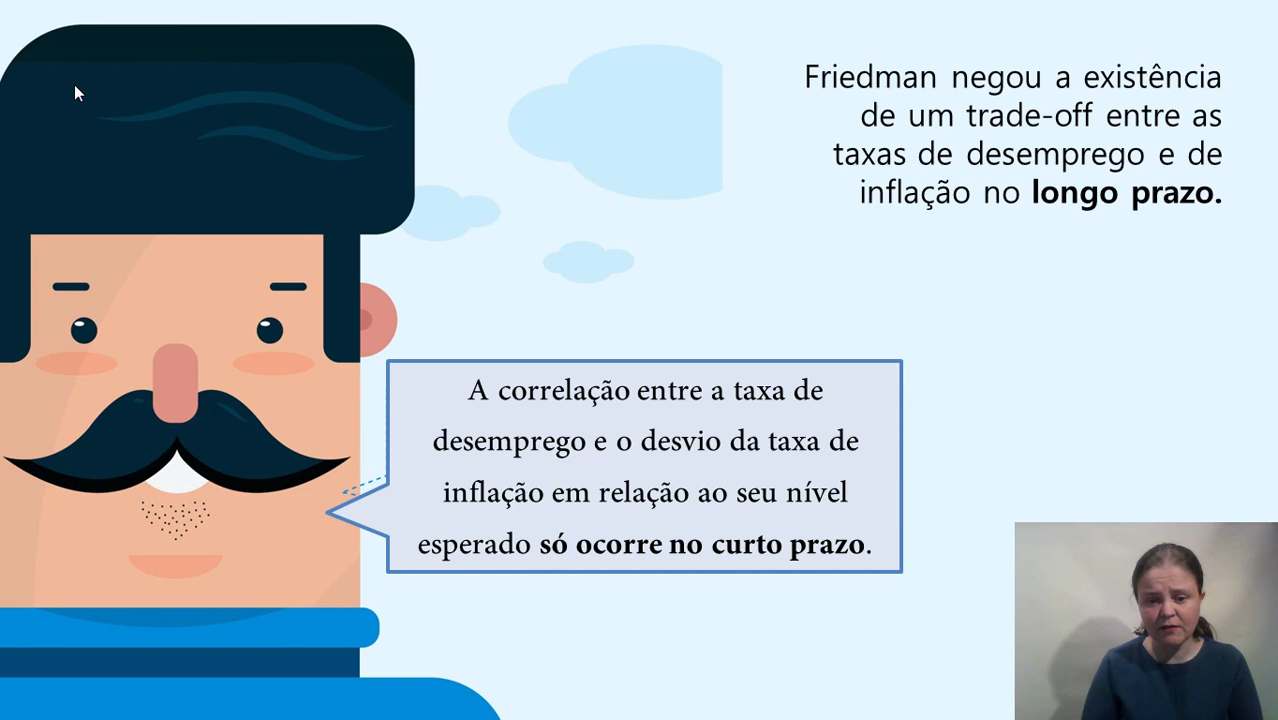 Friedman negou a existência
de um trade-off entre as
taxas de desemprego e de
inflação no longo prazo.
A correlação entre a taxa de
desemprego e o desvio da taxa de
inflação em relação ao seu nível
esperado só ocorre no curto prazo.